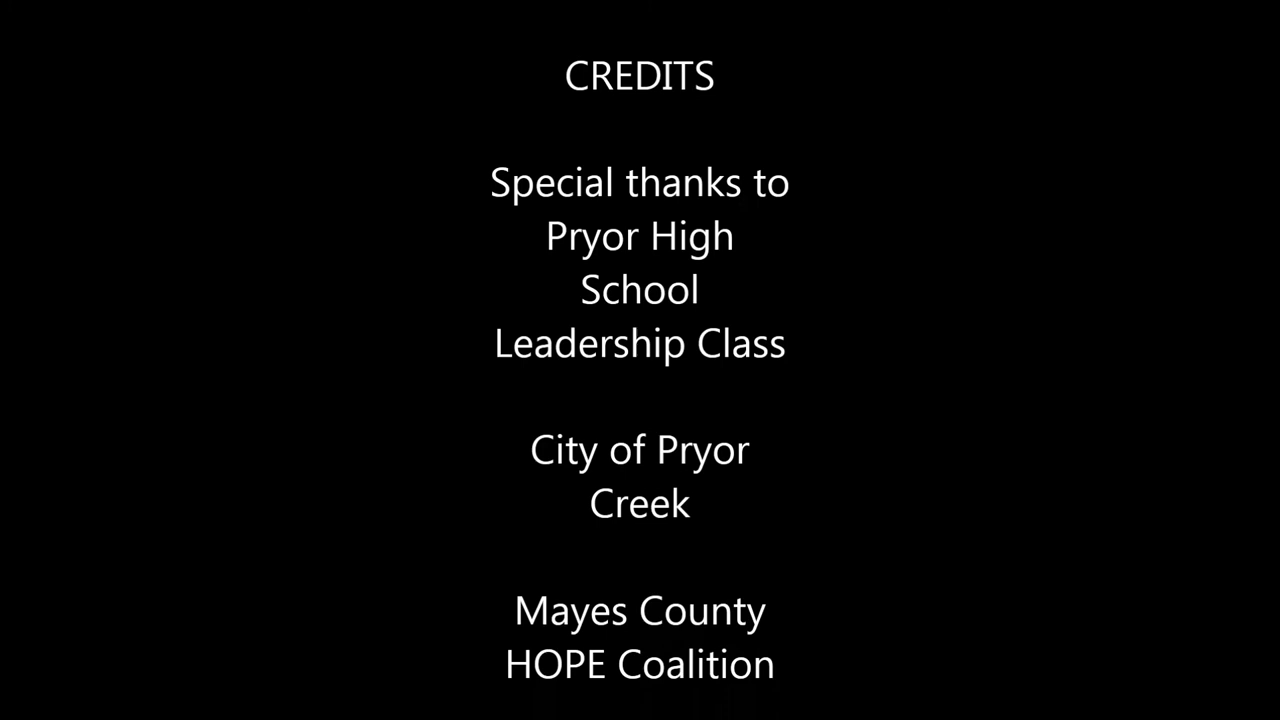 CREDITS
Special thanks to
Pryor High
School
Leadership Class
City of Pryor
Creek
Mayes County
HOPE Coalition